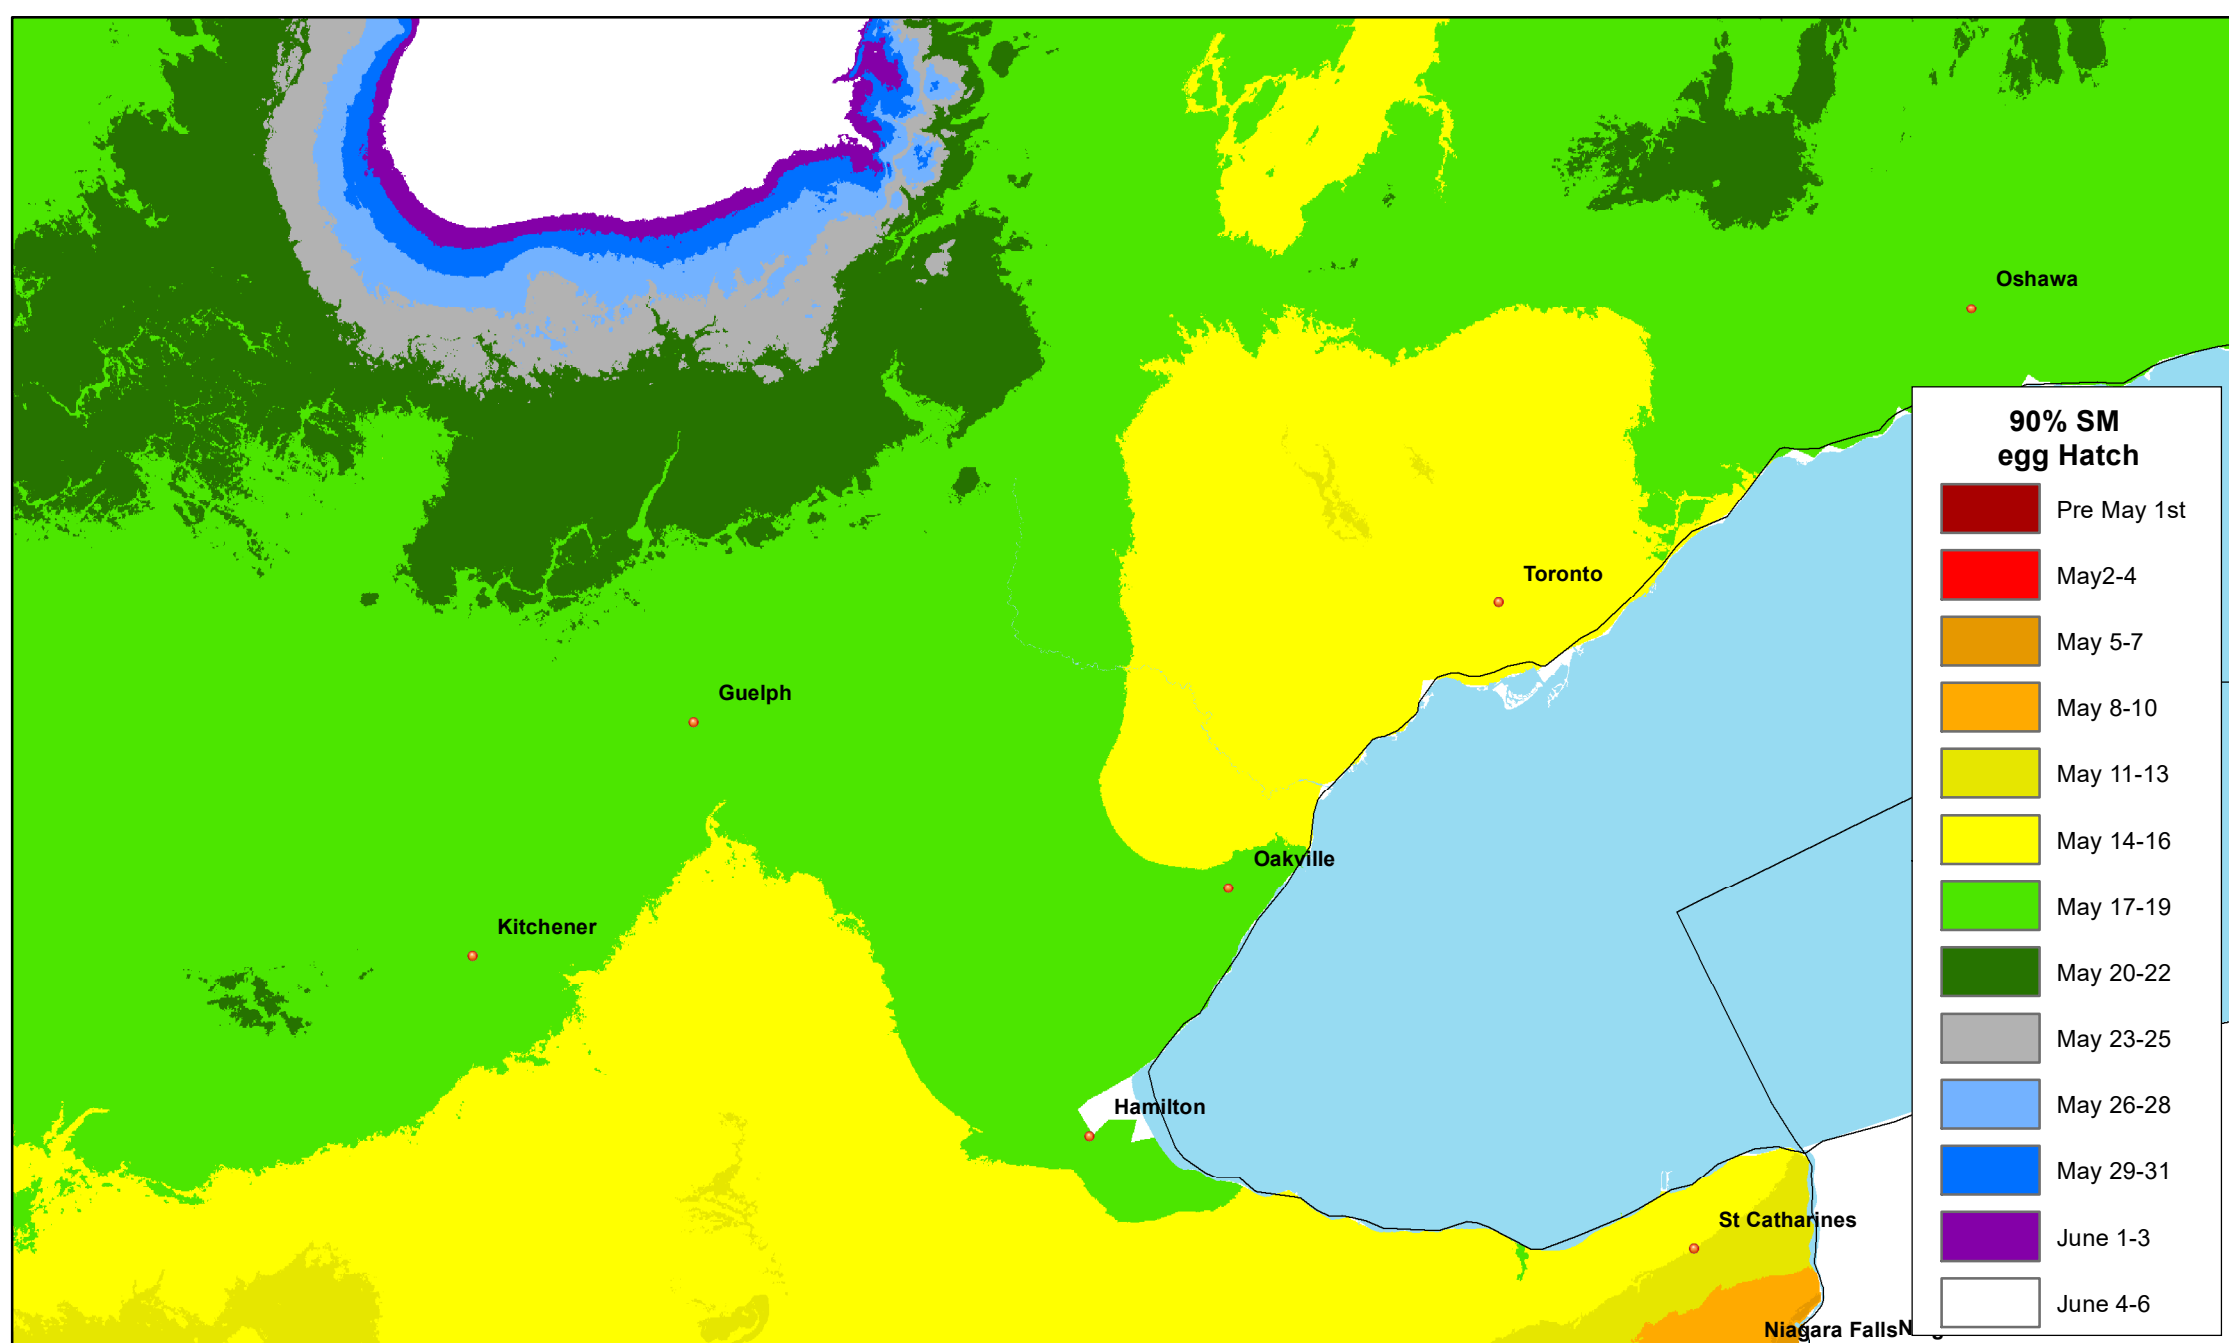 Oshawa
Toronto
Guelph
Oakville
Kitchener
Hamilton
St Catharines
Niagara Falls
90% SM
egg Hatch
Pre May 1st
May2-4
May 5-7
May 8-10
May 11-13
May 14-16
May 17-19
May 20-22
May 23-25
May 26-28
May 29-31
June 1-3
June 4-6